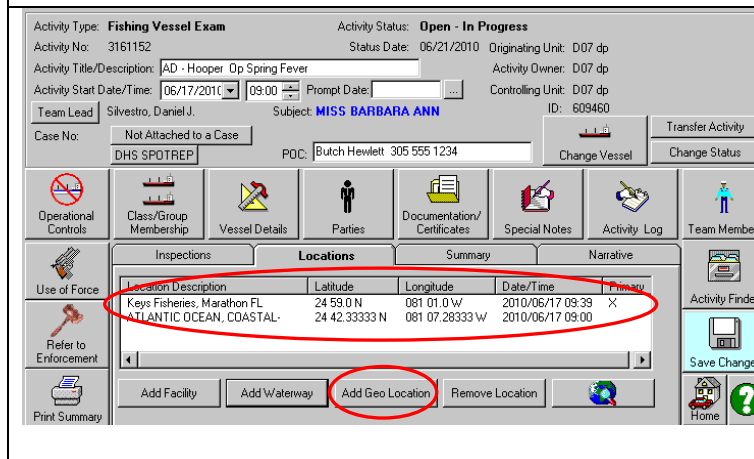 Activity Type: Fishing Vessel Exam Activity Status: Open - In Progress
Activity No: 3161152 Status Date: 06/21/2010 Originating Unit: D07 dp
Activity Title/Description: AD - Hooper Op Spring Fever Activity Owner: D07 dp
Activity Start Date/Time: 06/17/2010 09:00 Prompt Date: ... Controlling Unit: D07 dp
Team Lead Silvestro, Daniel J. Subject: MISS BARBARA ANN ID: 609460
Case No: Not Attached to a Case Transfer Activity
DHS SPOTREP POC: Butch Hewlett 305 555 1234 Change Vessel Change Status
Operational Controls Class/Group Membership Vessel Details Parties Documentation/ Certificates Special Notes Activity Log Team Membe
Inspections Locations Summary Narrative
Use of Force Location Description Latitude Longitude Date/Time Primary
Keys Fisheries, Marathon FL 24 59.0 N 081 01.0 W 2010/06/17 09:39 X
ATLANTIC OCEAN, COASTAL- 24 42.33333 N 081 07.28333 W 2010/06/17 09:00
Activity Finde
Refer to Enforcement
Save Change
Add Facility Add Waterway Add Geo Location Remove Location
Print Summary Home ?